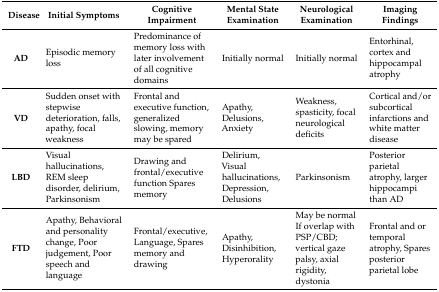 Disease Initial Symptoms Cognitive Impairment Mental State Examination Neurological Examination Imaging Findings
AD
Episodic memory
loss
Predominance of
memory loss with
later involvement
of all cognitive
domains
Initially normal
Initially normal
Entorhinal,
cortex and
hippocampal
atrophy
VD
Sudden onset with
stepwise
deterioration, falls,
apathy, focal
weakness
Frontal and
executive function,
generalized
slowing, memory
may be spared
Apathy,
Delusions,
Anxiety
Weakness,
spasticity, focal
neurological
deficits
Cortical and/or
subcortical
infarctions and
white matter
disease
LBD
Visual
hallucinations,
REM sleep
disorder, delirium,
Parkinsonism
Drawing and
frontal/executive
function Spares
memory
Delirium,
Visual
hallucinations,
Depression,
Delusions
Parkinsonism
Posterior
parietal
atrophy, larger
hippocampi
than AD
FTD
Apathy, Behavioral
and personality
change, Poor
judgement, Poor
speech and
language
Frontal/executive,
Language, Spares
memory and
drawing
Apathy,
Disinhibition,
Hyperorality
May be normal
If overlap with
PSP/CBD;
vertical gaze
palsy, axial
rigidity,
dystonia
Frontal and or
temporal
atrophy, Spares
posterior
parietal lobe